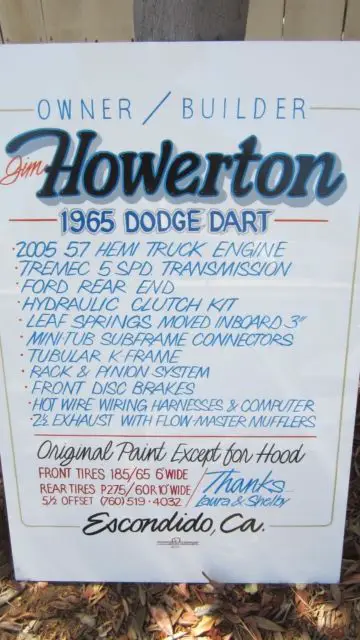 OWNER / BUILDER
Jim Howerton
1965 DODGE DART
• 2005 57 HEMI TRUCK ENGINE
• TREMEC 5 SPD TRANSMISSION
• FORD REAR END
• HYDRAULIC CLUTCH KIT
• LEAF SPRINGS MOVED INBOARD 3"
• MINI-TUB SUBFRAME CONNECTORS
• TUBULAR K-FRAME
• RACK & PINION SYSTEM
• FRONT DISC BRAKES
• HOT WIRE WIRING HARNESSES & COMPUTER
• 2½ EXHAUST WITH FLOW-MASTER MUFFLERS
Original Paint Except for Hood
FRONT TIRES 185/65 6" WIDE
REAR TIRES P275/60R 10" WIDE
5½ OFFSET (760) 519-4032
Thanks
Laura & Shelby
Escondido, Ca.